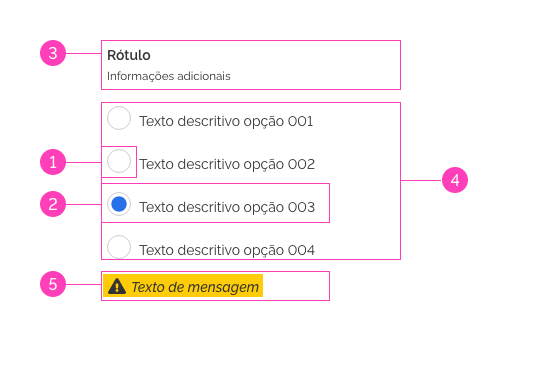 3
Rótulo
Informações adicionais
Texto descritivo opção 001
1
Texto descritivo opção 002
4
2
Texto descritivo opção 003
Texto descritivo opção 004
5
Texto de mensagem